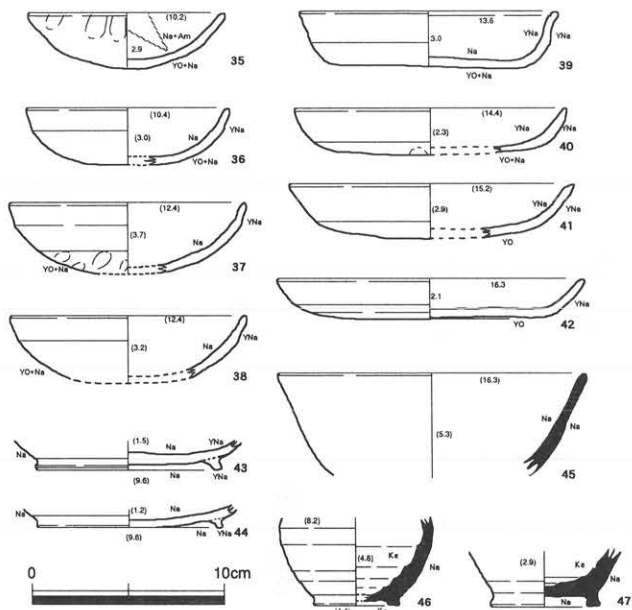 (10.2)
Na+Am
2.9
YO+Na
35
(10.4)
(3.0)
Na
YNa
YO+Na
36
(12.4)
(3.7)
Na
YNa
YO+Na
37
(12.4)
(3.2)
Na
YNa
YO+Na
38
Na
(1.5)
Na
YNa
(9.6)
Na
43
Na
(1.2)
Na
(9.6)
Na
YNa
44
0 10cm
13.6
3.0
Na
YNa
YO+Na
39
(14.4)
(2.3)
YNa
YNa
YO+Na
40
(15.2)
(2.9)
YNa
YNa
YO
41
16.3
2.1
YNa
YO
42
(16.3)
(5.3)
Na
Na
45
(8.2)
(4.6)
Ke
Na
46
(2.9)
Ke
Na
47